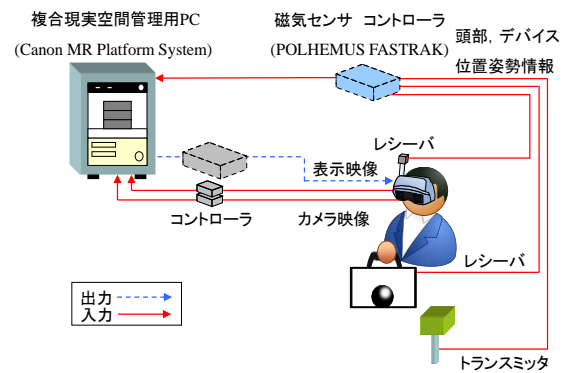 複合現実空間管理用PC
(Canon MR Platform System)
磁気センサ コントローラ
(POLHEMUS FASTRAK)
頭部, デバイス
位置姿勢情報
レシーバ
表示映像
コントローラ
カメラ映像
レシーバ
出力
入力
トランスミッタ